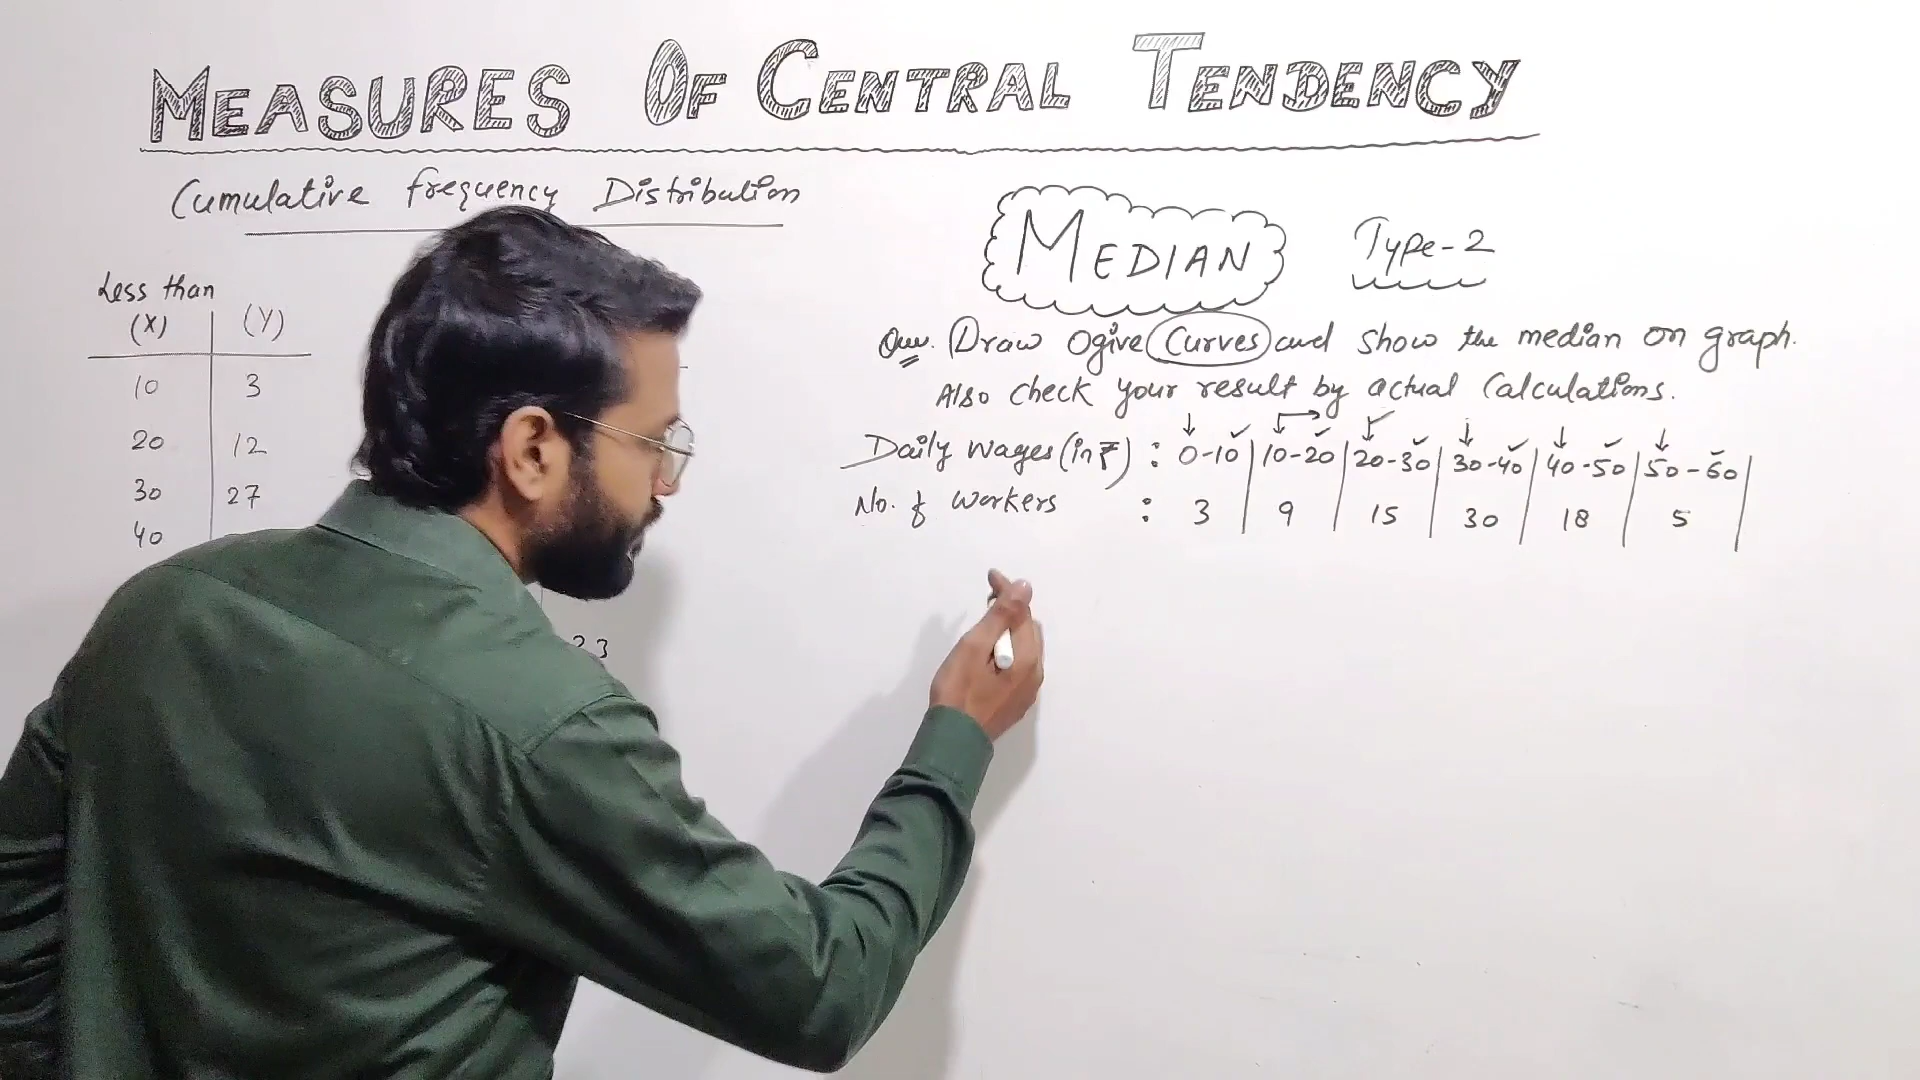 MEASURES OF CENTRAL TENDENCY
Cumulative frequency Distribution
Less than
(X) (Y)
10 3
20 12
30 27
40
23
MEDIAN Type-2
Que. Draw Ogive Curves and show the median on graph.
Also check your result by actual Calculations.
Daily Wages (in ₹) : 0-10 | 10-20 | 20-30 | 30-40 | 40-50 | 50-60 |
No. of Workers : 3 | 9 | 15 | 30 | 18 | 5 |